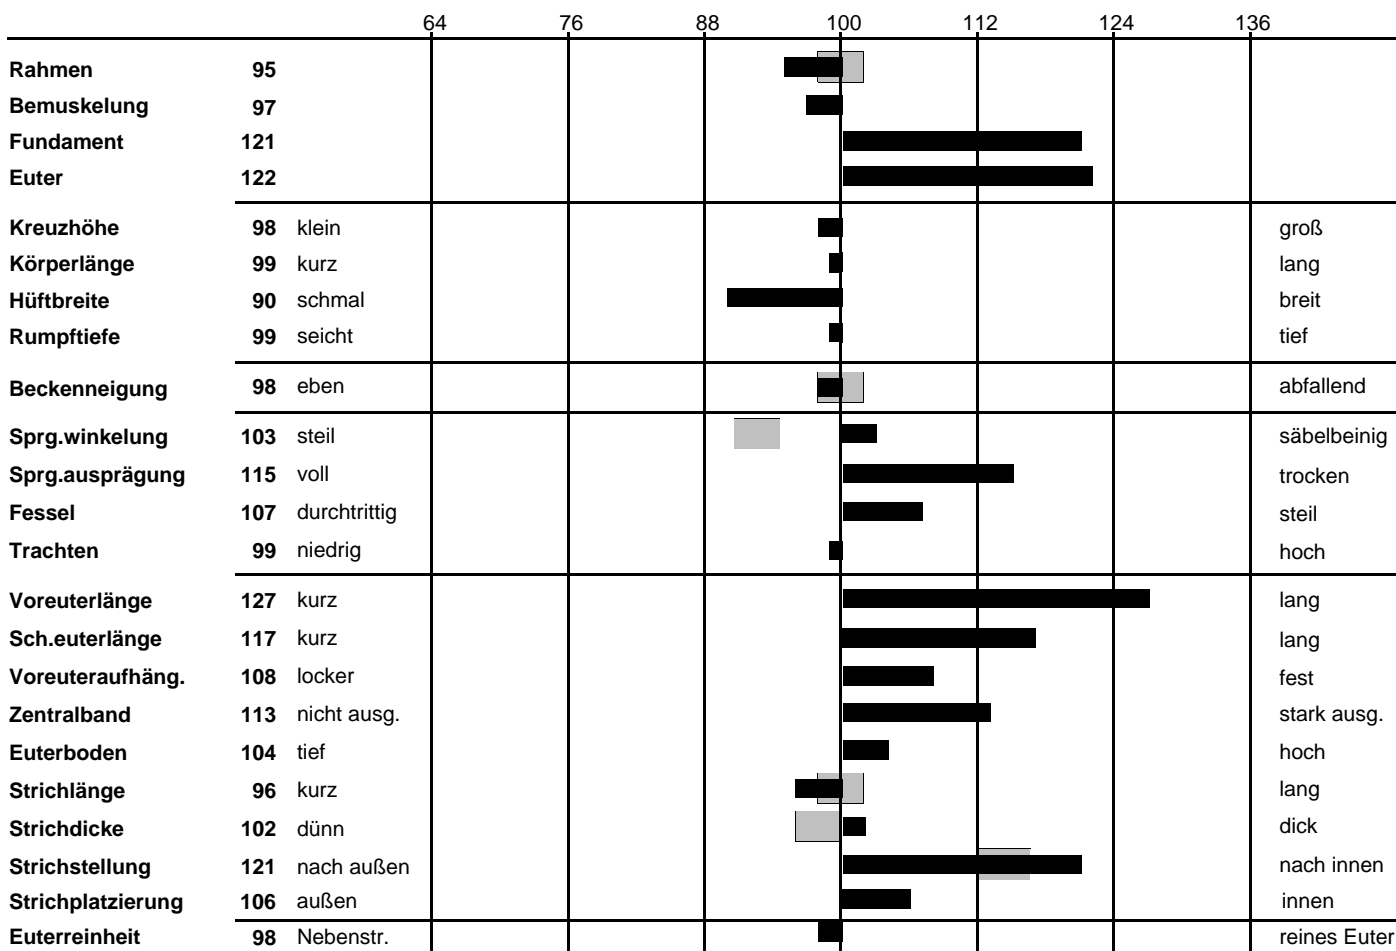 64 76 88 100 112 124 136
Rahmen 95
Bemuskelung 97
Fundament 121
Euter 122
Kreuzhöhe 98 klein groß
Körperlänge 99 kurz lang
Hüftbreite 90 schmal breit
Rumpftiefe 99 seicht tief
Beckenneigung 98 eben abfallend
Sprg.winkelung 103 steil säbelbeinig
Sprg.ausprägung 115 voll trocken
Fessel 107 durchtrittig steil
Trachten 99 niedrig hoch
Voreuterlänge 127 kurz lang
Sch.euterlänge 117 kurz lang
Voreuteraufhäng. 108 locker fest
Zentralband 113 nicht ausg. stark ausg.
Euterboden 104 tief hoch
Strichlänge 96 kurz lang
Strichdicke 102 dünn dick
Strichstellung 121 nach außen nach innen
Strichplatzierung 106 außen innen
Euterreinheit 98 Nebenstr. reines Euter